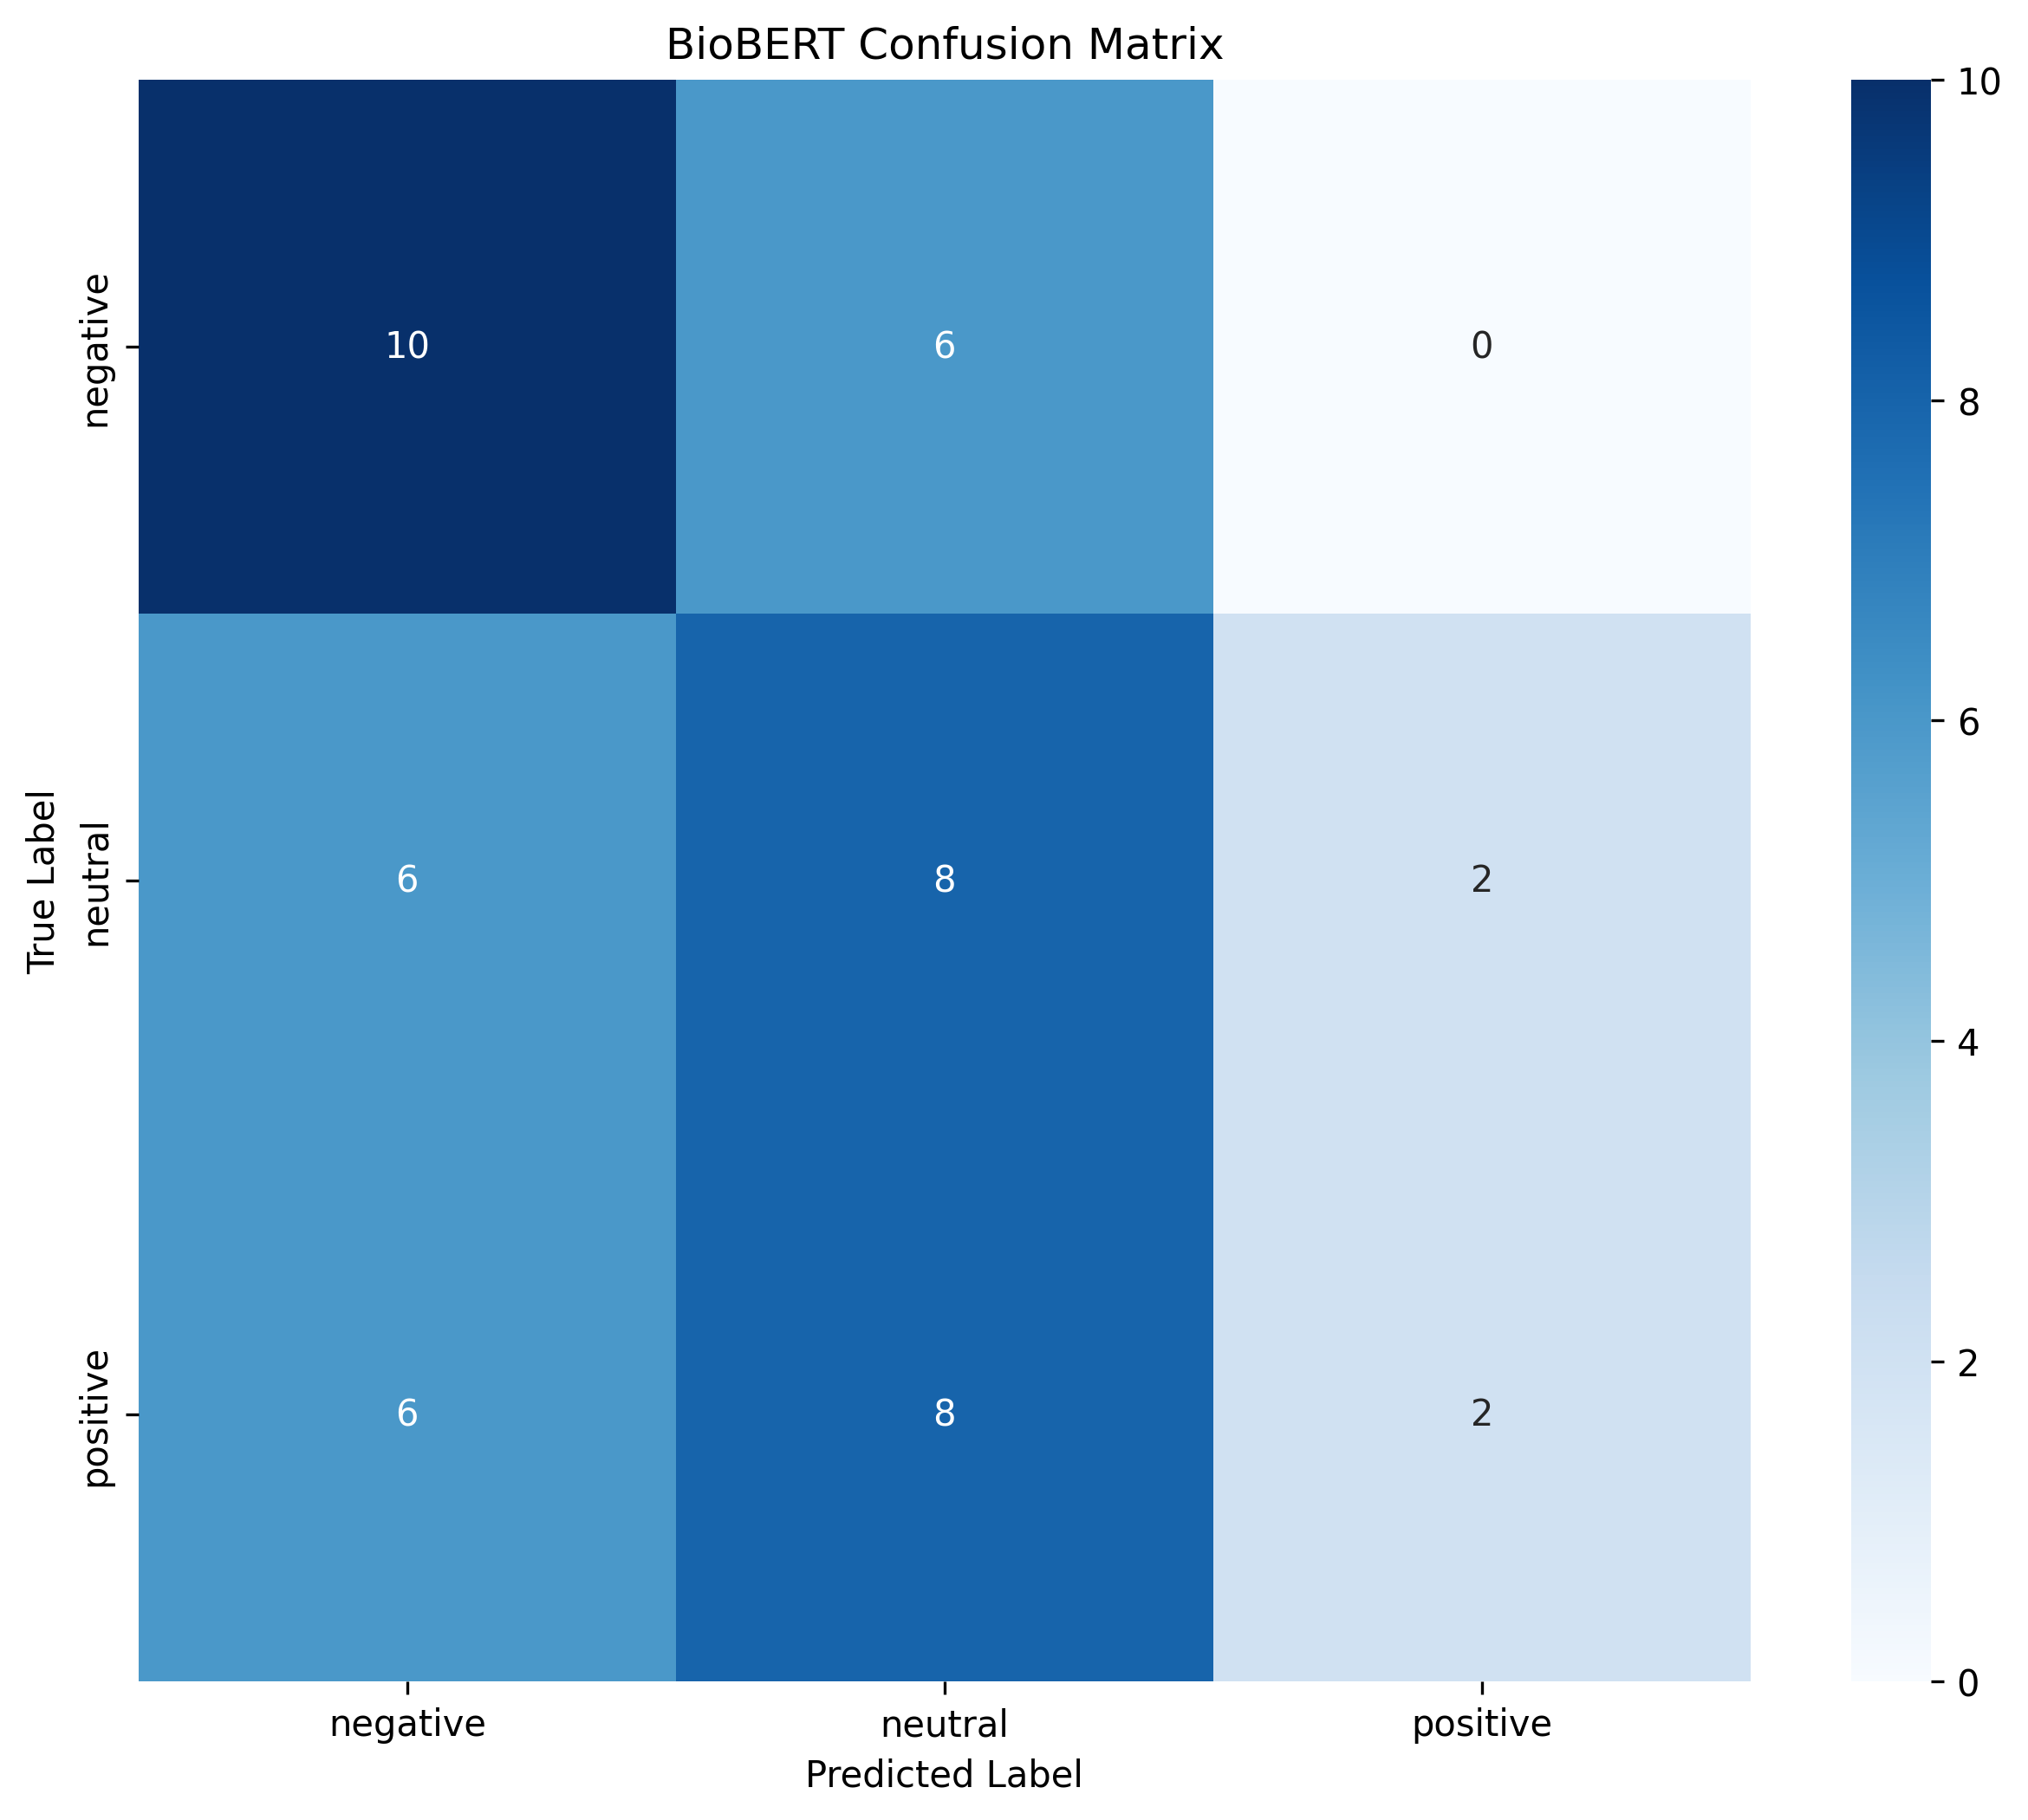 BioBERT Confusion Matrix
True Label
negative
10 6 0
neutral
6 8 2
positive
6 8 2
negative neutral positive
Predicted Label
10
8
6
4
2
0